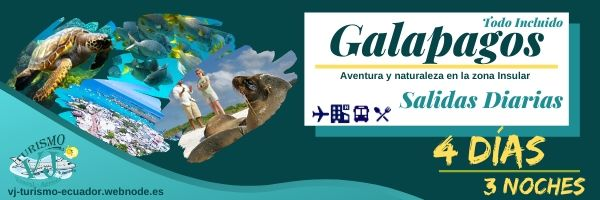 Todo Incluido
Galapagos
Aventura y naturaleza en la zona Insular
Salidas Diarias
4 DÍAS
3 NOCHES
TURISMO
VJ
vj-turismo-ecuador.webnode.es